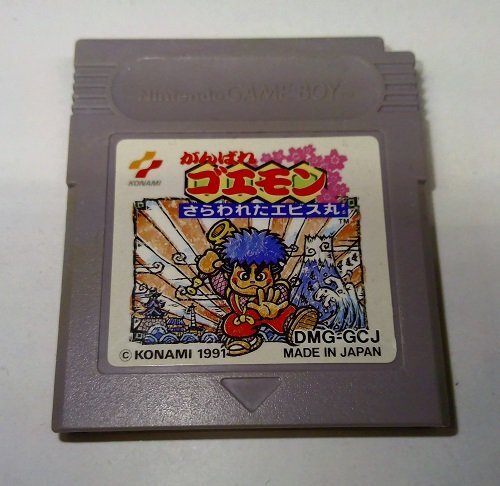 Nintendo GAME BOY
KONAMI
がんばれ
ゴエモン
さらわれたエビス丸
TM
DMG-GCJ
© KONAMI 1991
MADE IN JAPAN